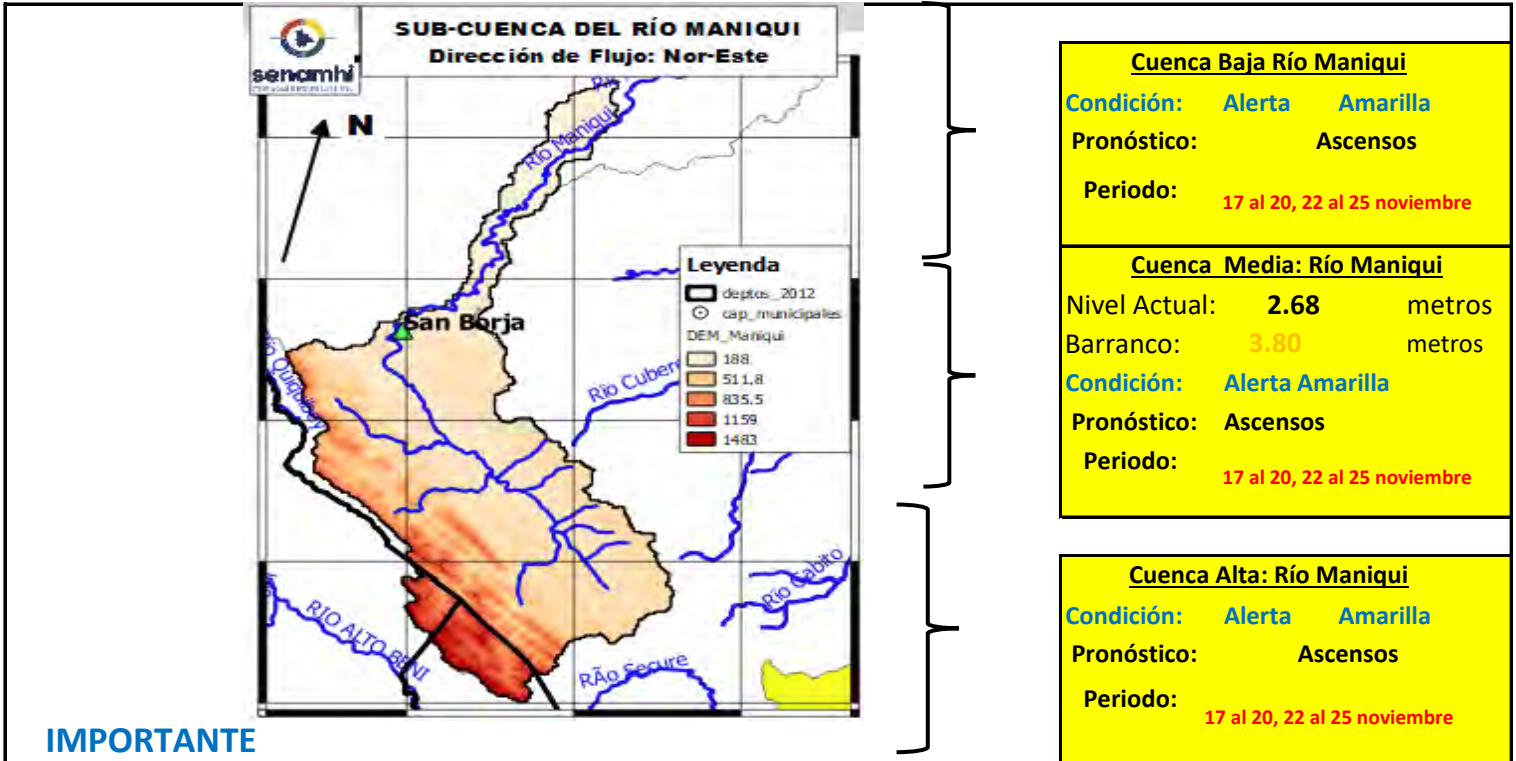 SUB-CUENCA DEL RÍO MANIQUI
Dirección de Flujo: Nor-Este
senamhi
N
Río Maniqui
San Borja
Río Quiquibey
Río Cubere
Río Cabito
RIO ALTO BENI
RÃo Secure
Leyenda
deptos_2012
cap_municipales
DEM_Maniqui
188
511,8
835.5
1159
1483
Cuenca Baja Río Maniqui
Condición: Alerta Amarilla
Pronóstico: Ascensos
Periodo: 17 al 20, 22 al 25 noviembre
Cuenca Media: Río Maniqui
Nivel Actual: 2.68 metros
Barranco: 3.80 metros
Condición: Alerta Amarilla
Pronóstico: Ascensos
Periodo: 17 al 20, 22 al 25 noviembre
Cuenca Alta: Río Maniqui
Condición: Alerta Amarilla
Pronóstico: Ascensos
Periodo: 17 al 20, 22 al 25 noviembre
IMPORTANTE